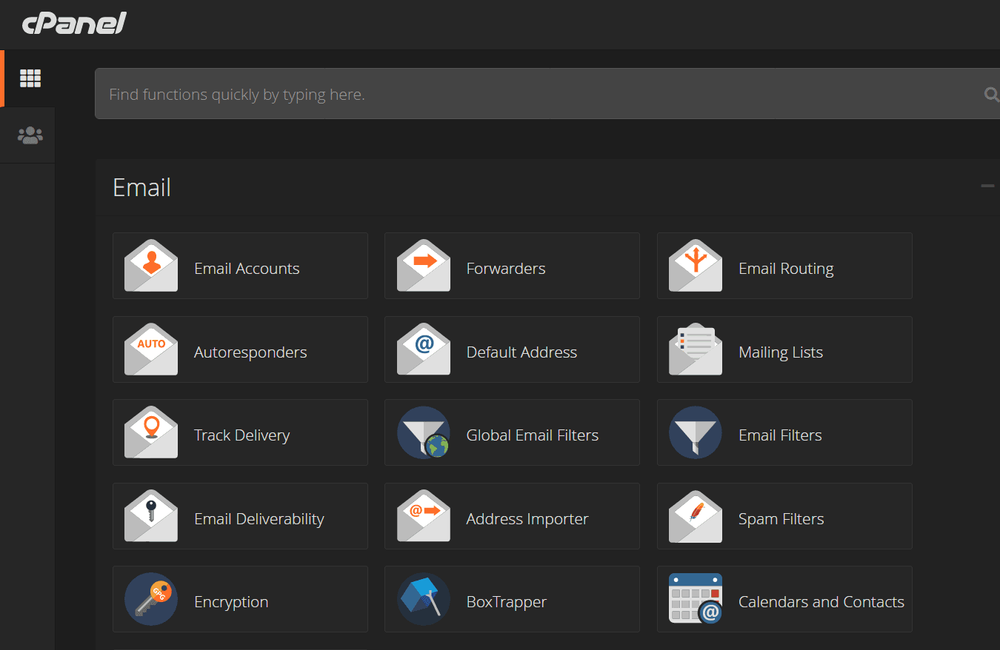 cPanel
Find functions quickly by typing here.
Email
Email Accounts
Forwarders
Email Routing
AUTO
Autoresponders
@
Default Address
Mailing Lists
Track Delivery
Global Email Filters
Email Filters
Email Deliverability
@
Address Importer
Spam Filters
GPG
Encryption
BoxTrapper
@
Calendars and Contacts